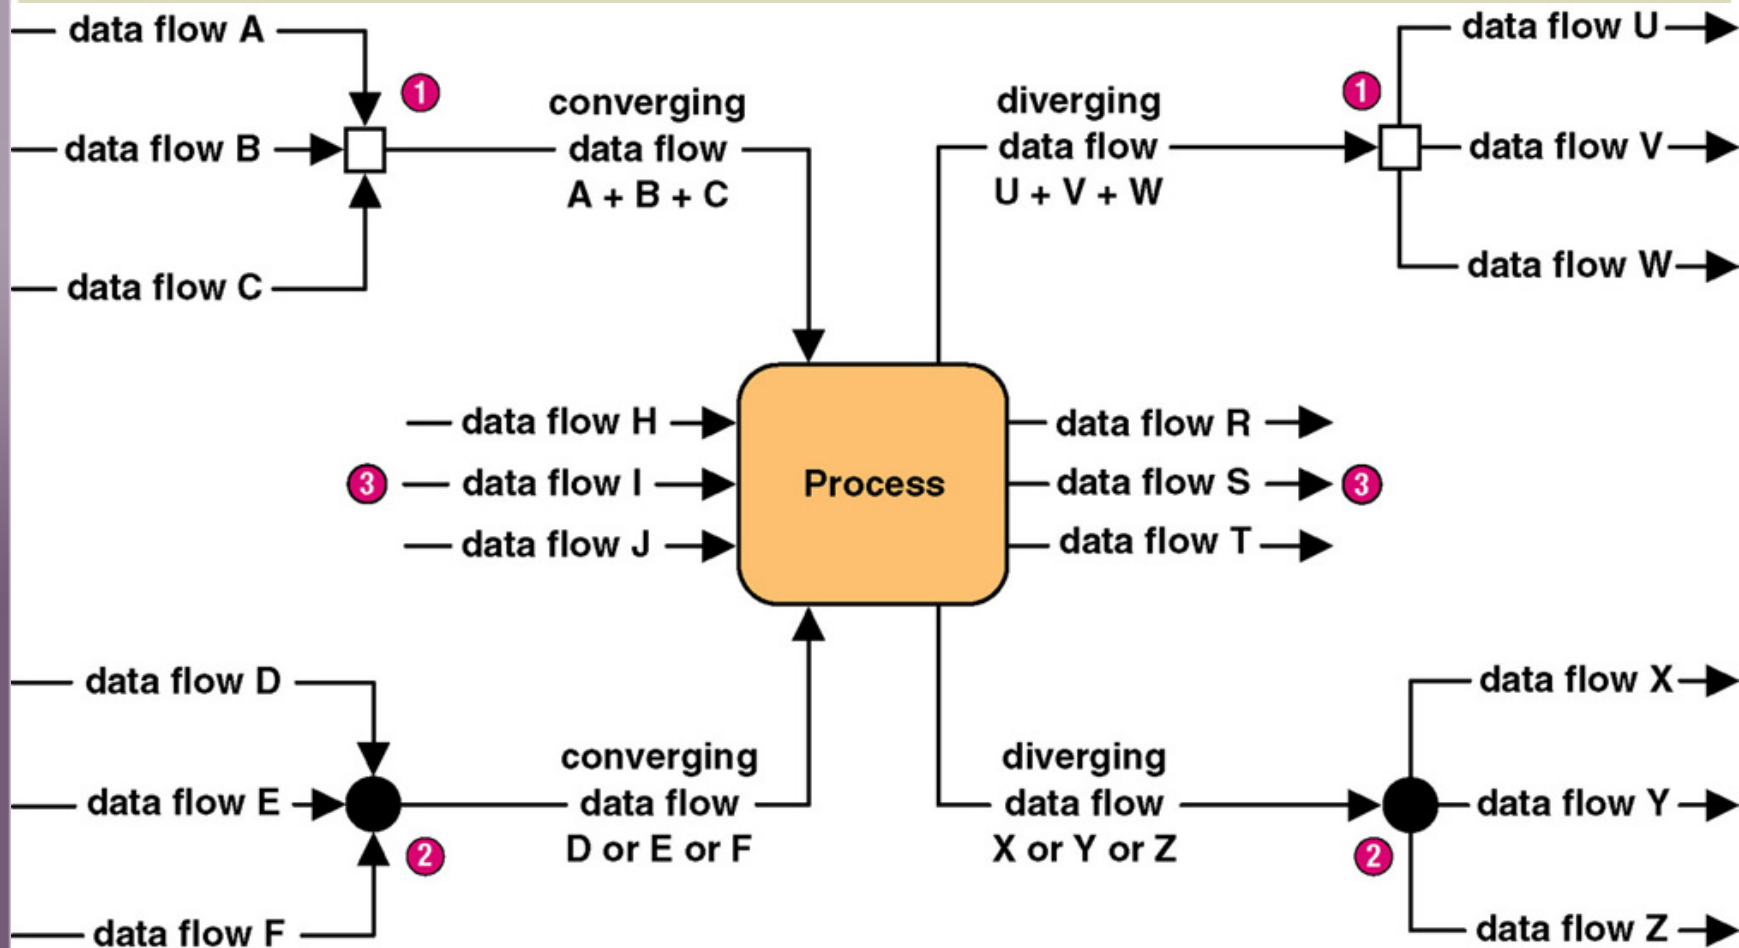 data flow A
data flow B
data flow C
1
converging
data flow
A + B + C
diverging
data flow
U + V + W
1
data flow U
data flow V
data flow W
data flow H
3
data flow I
data flow J
Process
data flow R
data flow S
3
data flow T
data flow D
data flow E
data flow F
2
converging
data flow
D or E or F
diverging
data flow
X or Y or Z
2
data flow X
data flow Y
data flow Z